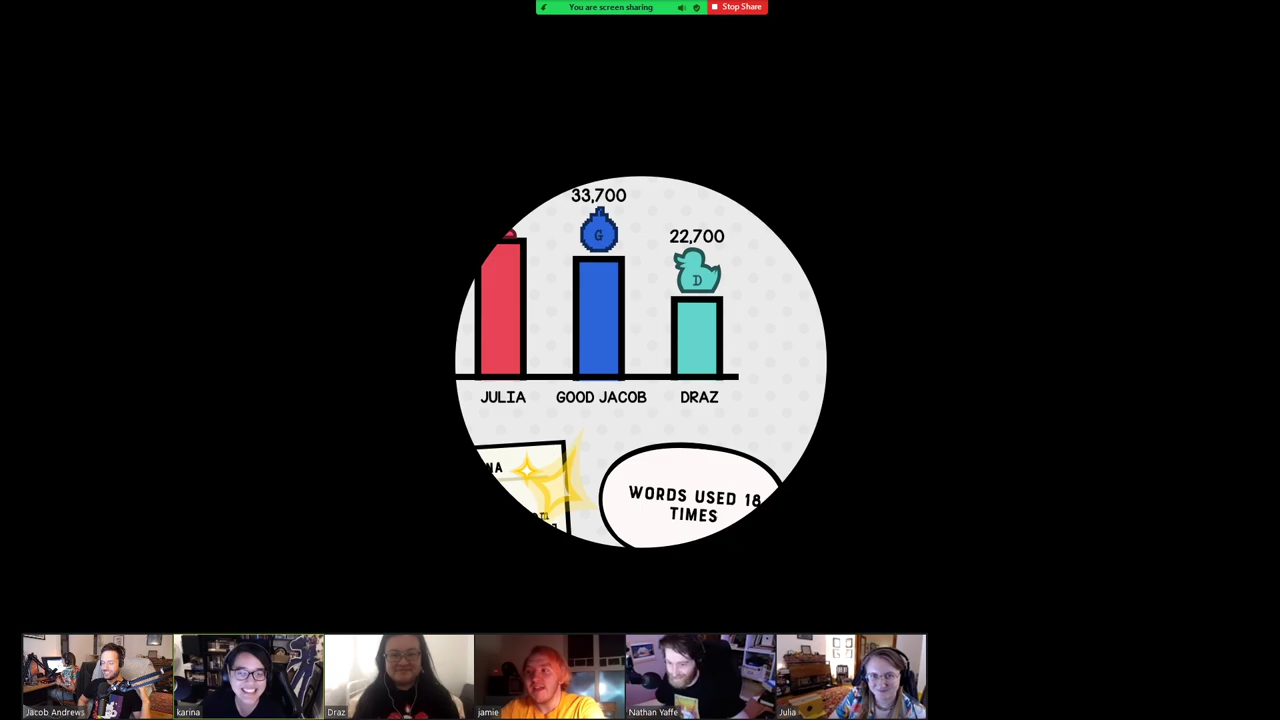 You are screen sharing
Stop Share
33,700
G
22,700
D
JULIA
GOOD JACOB
DRAZ
NA
WORDS USED 18
TIMES
Jacob Andrews
karina
Draz
jamie
Nathan Yaffe
Julia